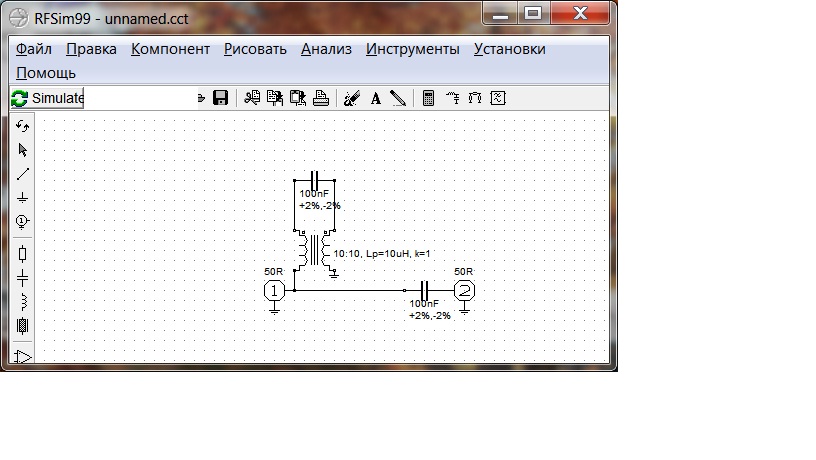 RFSim99 - unnamed.cct
Файл Правка Компонент Рисовать Анализ Инструменты Установки
Помощь
Simulate
A
1
100nF
+2%,-2%
10:10, Lp=10uH, k=1
50R
50R
1
2
100nF
+2%,-2%